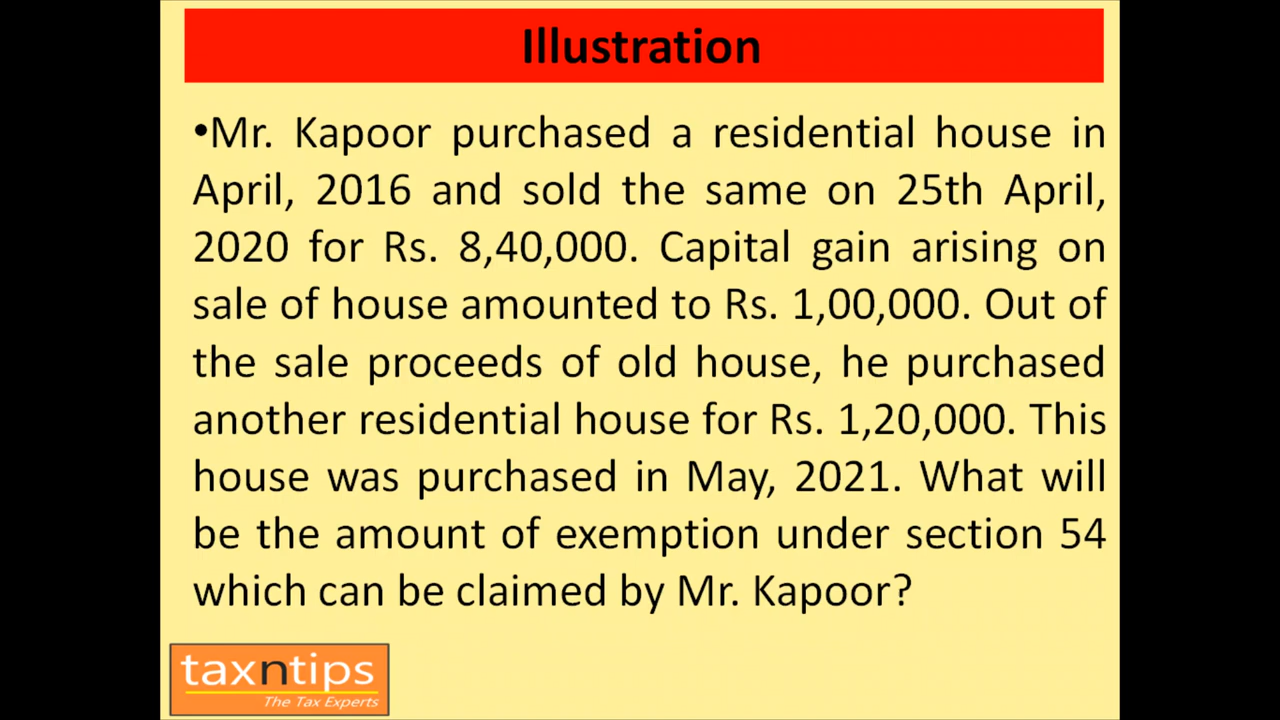 Illustration
•Mr. Kapoor purchased a residential house in
April, 2016 and sold the same on 25th April,
2020 for Rs. 8,40,000. Capital gain arising on
sale of house amounted to Rs. 1,00,000. Out of
the sale proceeds of old house, he purchased
another residential house for Rs. 1,20,000. This
house was purchased in May, 2021. What will
be the amount of exemption under section 54
which can be claimed by Mr. Kapoor?
taxntips
The Tax Experts